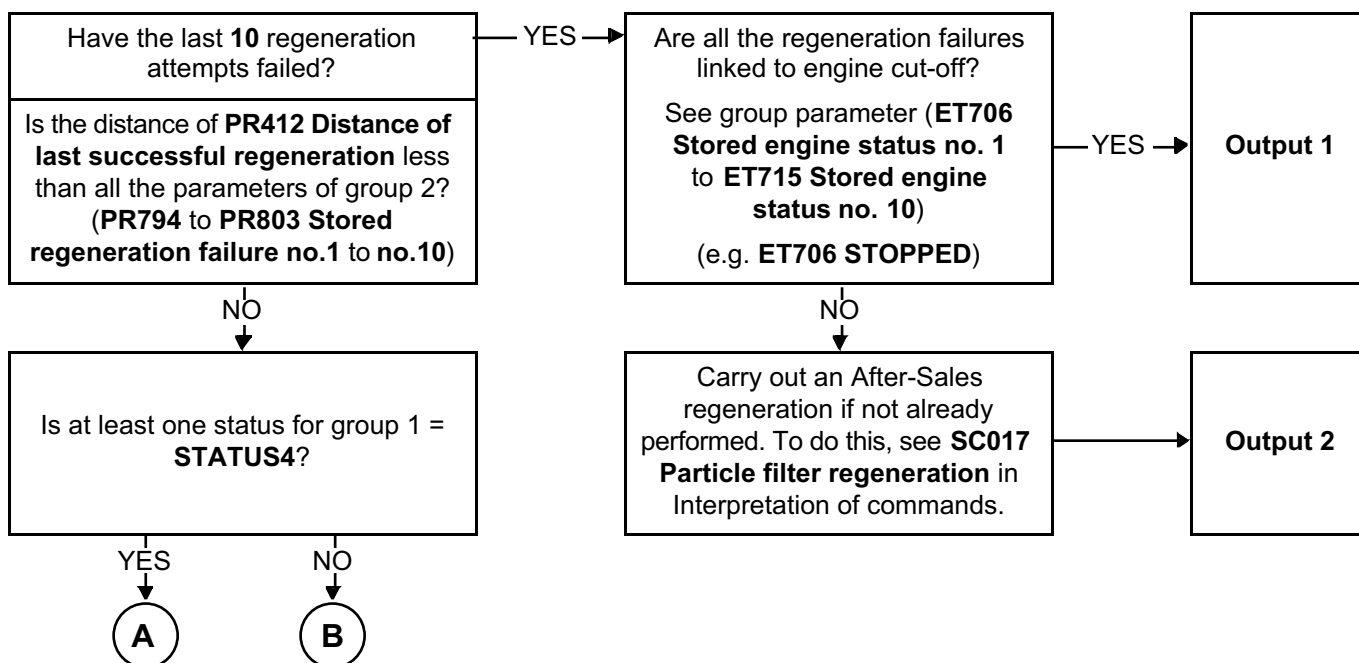 Have the last 10 regeneration
attempts failed?
Is the distance of PR412 Distance of
last successful regeneration less
than all the parameters of group 2?
(PR794 to PR803 Stored
regeneration failure no.1 to no.10)
YES
Are all the regeneration failures
linked to engine cut-off?
See group parameter (ET706
Stored engine status no. 1
to ET715 Stored engine
status no. 10)
(e.g. ET706 STOPPED)
YES
Output 1
NO
NO
Is at least one status for group 1 =
STATUS4?
Carry out an After-Sales
regeneration if not already
performed. To do this, see SC017
Particle filter regeneration in
Interpretation of commands.
Output 2
YES
NO
A
B